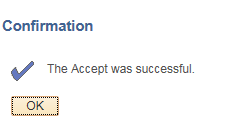 Confirmation
The Accept was successful.
OK